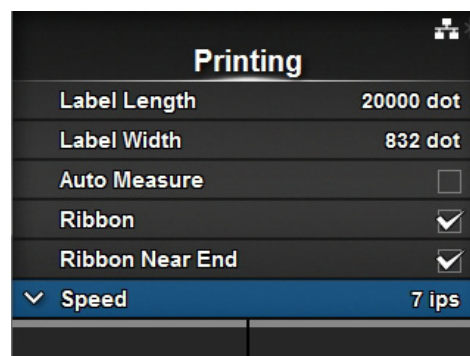 Printing
Label Length 20000 dot
Label Width 832 dot
Auto Measure
Ribbon
Ribbon Near End
Speed 7 ips